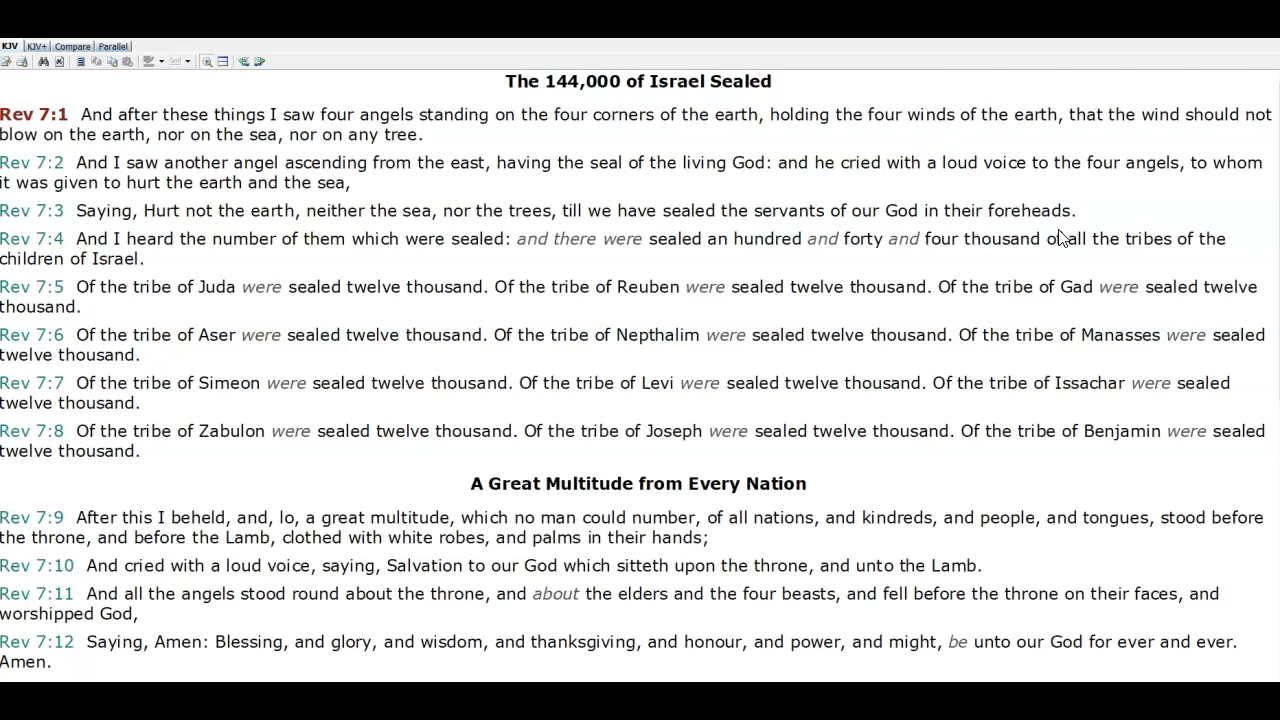 KJV KJV+ Compare Parallel
The 144,000 of Israel Sealed
Rev 7:1 And after these things I saw four angels standing on the four corners of the earth, holding the four winds of the earth, that the wind should not
blow on the earth, nor on the sea, nor on any tree.
Rev 7:2 And I saw another angel ascending from the east, having the seal of the living God: and he cried with a loud voice to the four angels, to whom
it was given to hurt the earth and the sea,
Rev 7:3 Saying, Hurt not the earth, neither the sea, nor the trees, till we have sealed the servants of our God in their foreheads.
Rev 7:4 And I heard the number of them which were sealed: and there were sealed an hundred and forty and four thousand of all the tribes of the
children of Israel.
Rev 7:5 Of the tribe of Juda were sealed twelve thousand. Of the tribe of Reuben were sealed twelve thousand. Of the tribe of Gad were sealed twelve
thousand.
Rev 7:6 Of the tribe of Aser were sealed twelve thousand. Of the tribe of Nepthalim were sealed twelve thousand. Of the tribe of Manasses were sealed
twelve thousand.
Rev 7:7 Of the tribe of Simeon were sealed twelve thousand. Of the tribe of Levi were sealed twelve thousand. Of the tribe of Issachar were sealed
twelve thousand.
Rev 7:8 Of the tribe of Zabulon were sealed twelve thousand. Of the tribe of Joseph were sealed twelve thousand. Of the tribe of Benjamin were sealed
twelve thousand.
A Great Multitude from Every Nation
Rev 7:9 After this I beheld, and, lo, a great multitude, which no man could number, of all nations, and kindreds, and people, and tongues, stood before
the throne, and before the Lamb, clothed with white robes, and palms in their hands;
Rev 7:10 And cried with a loud voice, saying, Salvation to our God which sitteth upon the throne, and unto the Lamb.
Rev 7:11 And all the angels stood round about the throne, and about the elders and the four beasts, and fell before the throne on their faces, and
worshipped God,
Rev 7:12 Saying, Amen: Blessing, and glory, and wisdom, and thanksgiving, and honour, and power, and might, be unto our God for ever and ever.
Amen.